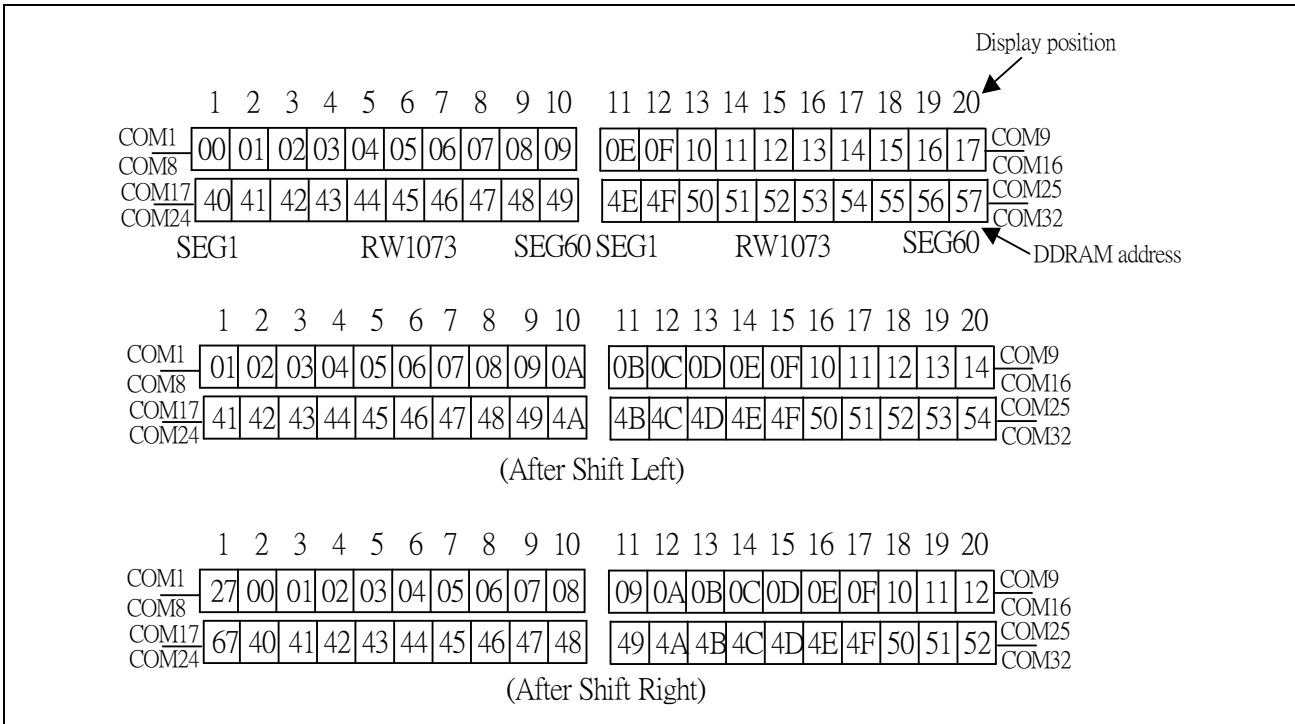 Display position
1 2 3 4 5 6 7 8 9 10 11 12 13 14 15 16 17 18 19 20
COM1 00 01 02 03 04 05 06 07 08 09 0E 0F 10 11 12 13 14 15 16 17 COM9
COM8 COM16
COM17 40 41 42 43 44 45 46 47 48 49 4E 4F 50 51 52 53 54 55 56 57 COM25
COM24 COM32
SEG1 RW1073 SEG60 SEG1 RW1073 SEG60 DDRAM address
1 2 3 4 5 6 7 8 9 10 11 12 13 14 15 16 17 18 19 20
COM1 01 02 03 04 05 06 07 08 09 0A 0B 0C 0D 0E 0F 10 11 12 13 14 COM9
COM8 COM16
COM17 41 42 43 44 45 46 47 48 49 4A 4B 4C 4D 4E 4F 50 51 52 53 54 COM25
COM24 COM32
(After Shift Left)
1 2 3 4 5 6 7 8 9 10 11 12 13 14 15 16 17 18 19 20
COM1 27 00 01 02 03 04 05 06 07 08 09 0A 0B 0C 0D 0E 0F 10 11 12 COM9
COM8 COM16
COM17 67 40 41 42 43 44 45 46 47 48 49 4A 4B 4C 4D 4E 4F 50 51 52 COM25
COM24 COM32
(After Shift Right)